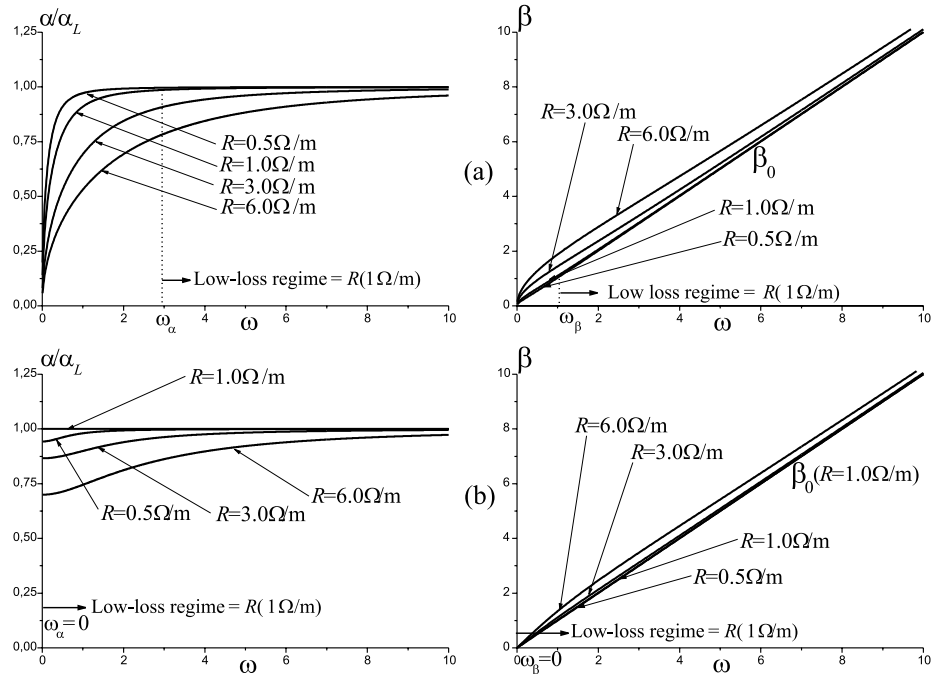 α/α_L
1,25
1,00
0,75
0,50
0,25
0,00
R=0.5Ω/m
R=1.0Ω/m
R=3.0Ω/m
R=6.0Ω/m
Low-loss regime = R(1Ω/m)
0 2 4 6 8 10
ω_α
ω
(a)
β
10
8
6
4
2
0
R=3.0Ω/m
R=6.0Ω/m
β_0
R=1.0Ω/m
R=0.5Ω/m
Low loss regime = R(1Ω/m)
0 2 4 6 8 10
ω_β
ω
α/α_L
1,25
1,00
0,75
0,50
0,25
0,00
R=1.0Ω/m
R=0.5Ω/m
R=3.0Ω/m
R=6.0Ω/m
Low-loss regime = R(1Ω/m)
ω_α=0
0 2 4 6 8 10
ω
(b)
β
10
8
6
4
2
0
R=6.0Ω/m
R=3.0Ω/m
β_0(R=1.0Ω/m)
R=1.0Ω/m
R=0.5Ω/m
Low-loss regime = R(1Ω/m)
ω_β=0
0 2 4 6 8 10
ω